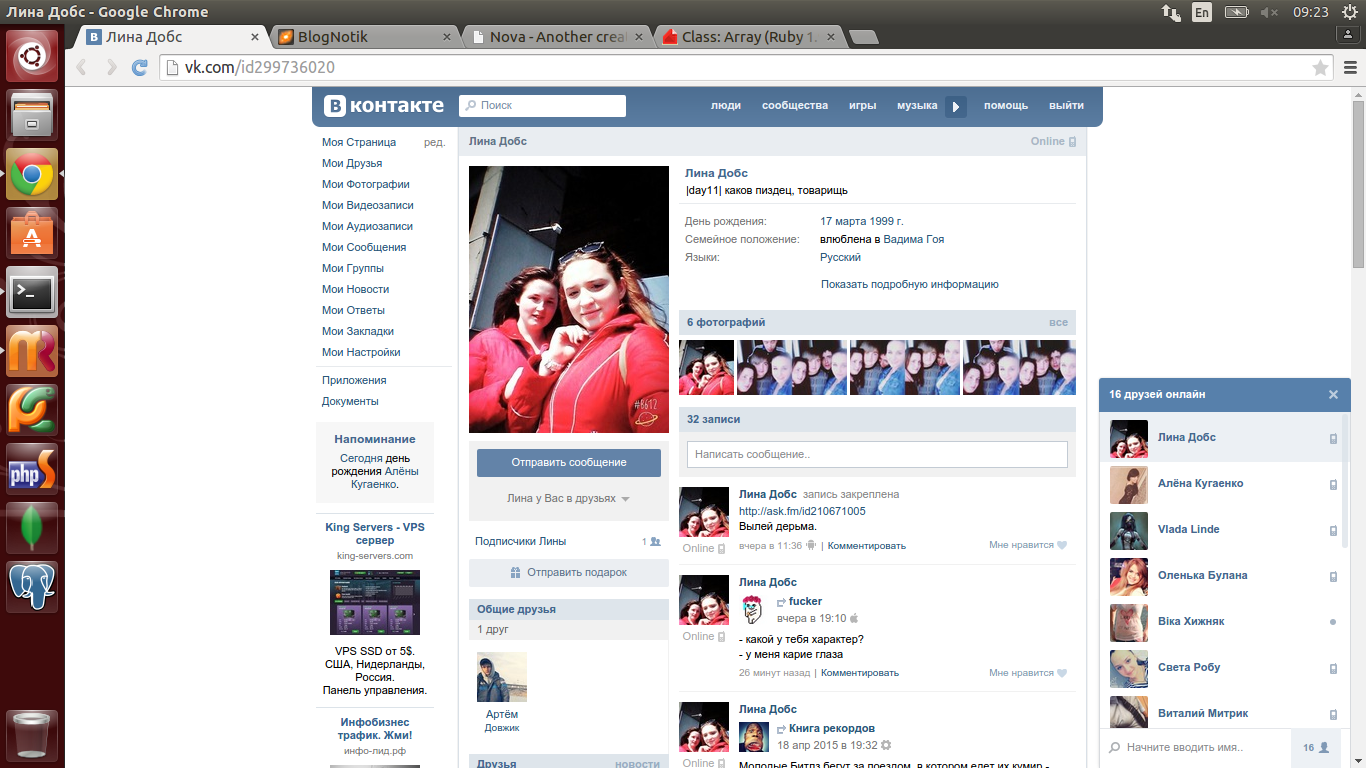 Лина Добс - Google Chrome
En
09:23
Лина Добс
BlogNotik
Nova - Another crea
Class: Array (Ruby 1.
vk.com/id299736020
В контакте
Поиск
люди
сообщества
игры
музыка
помощь
выйти
Моя Страница ред.
Мои Друзья
Мои Фотографии
Мои Видеозаписи
Мои Аудиозаписи
Мои Сообщения
Мои Группы
Мои Новости
Мои Ответы
Мои Закладки
Мои Настройки
Приложения
Документы
Напоминание
Сегодня день
рождения Алёны
Кугаенко.
King Servers - VPS
сервер
king-servers.com
VPS SSD от 5$.
США, Нидерланды,
Россия.
Панель управления.
Инфобизнес
трафик. Жми!
инфо-лид.рф
Лина Добс
Online
#8612
Отправить сообщение
Лина у Вас в друзьях
Подписчики Лины 1
Отправить подарок
Общие друзья
1 друг
Артём
Довжик
Друзья новости
Лина Добс
|day11| каков пиздец, товарищь
День рождения: 17 марта 1999 г.
Семейное положение: влюблена в Вадима Гоя
Языки: Русский
Показать подробную информацию
6 фотографий все
32 записи
Написать сообщение..
Лина Добс запись закреплена
http://ask.fm/id210671005
Вылей дерьма.
Online
вчера в 11:36 | Комментировать Мне нравится
Лина Добс
fucker
вчера в 19:10
Online
- какой у тебя характер?
- у меня карие глаза
26 минут назад | Комментировать Мне нравится
Лина Добс
Книга рекордов
18 апр 2015 в 19:32
Online
Молодые Битлз бегут за поездом, в котором едет их кумир -
16 друзей онлайн
Лина Добс
Алёна Кугаенко
Vlada Linde
Оленька Булана
Віка Хижняк
Света Робу
Виталий Митрик
Начните вводить имя..
16
php